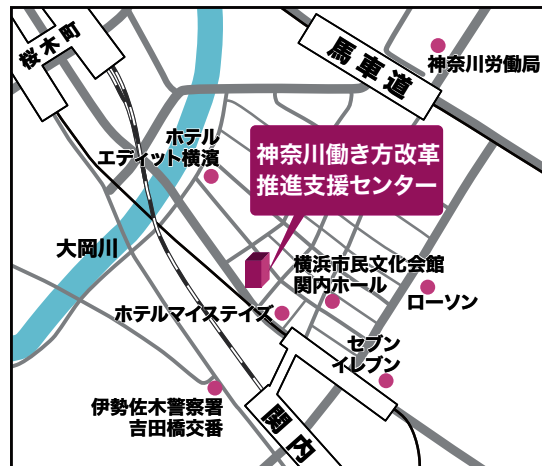 桜木町
馬車道
神奈川労働局
ホテル
エディット横濱
神奈川働き方改革
推進支援センター
大岡川
横浜市民文化会館
関内ホール
ローソン
ホテルマイステイズ
セブン
イレブン
伊勢佐木警察署
吉田橋交番
関内